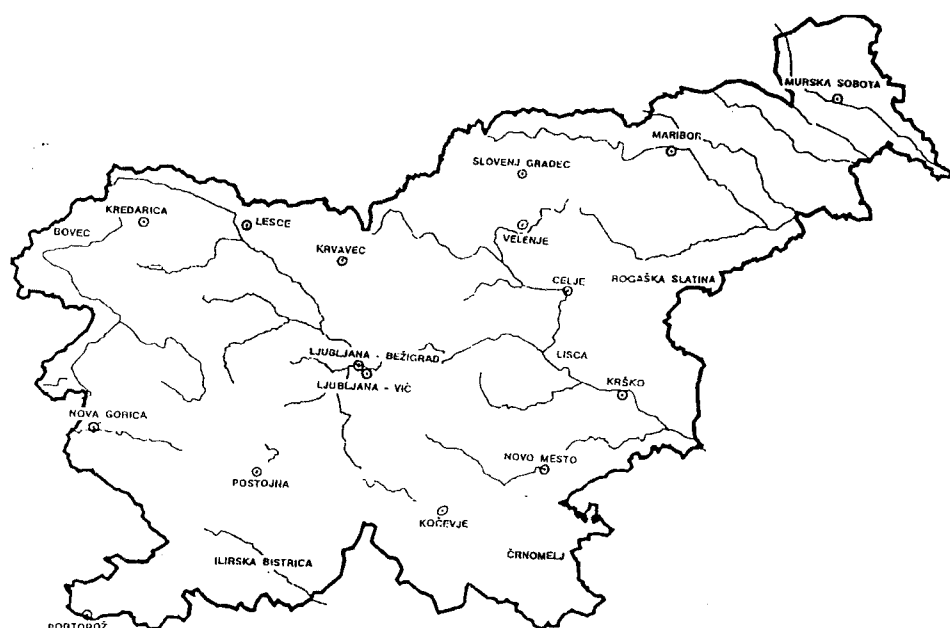 MURSKA SOBOTA
MARIBOR
SLOVENJ GRADEC
KREDARICA
LESCE
BOVEC
KRVAVEC
VELENJE
CELJE
ROGAŠKA SLATINA
LJUBLJANA - BEŽIGRAD
LISCA
LJUBLJANA - VIČ
KRŠKO
NOVA GORICA
NOVO MESTO
POSTOJNA
KOČEVJE
ČRNOMELJ
ILIRSKA BISTRICA
PORTOROŽ